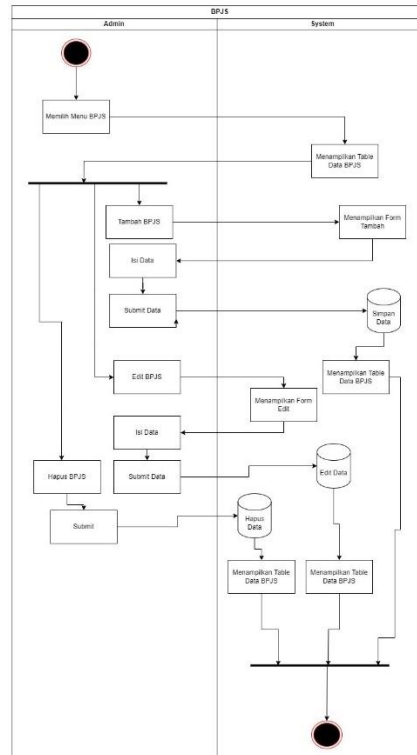 BPJS
Admin
System
Memilih Menu BPJS
Menampilkan Table
Data BPJS
Tambah BPJS
Menampilkan Form
Tambah
Isi Data
Submit Data
Simpan
Data
Edit BPJS
Menampilkan Table
Data BPJS
Menampilkan Form
Edit
Isi Data
Hapus BPJS
Submit Data
Edit Data
Submit
Hapus
Data
Menampilkan Table
Data BPJS
Menampilkan Table
Data BPJS